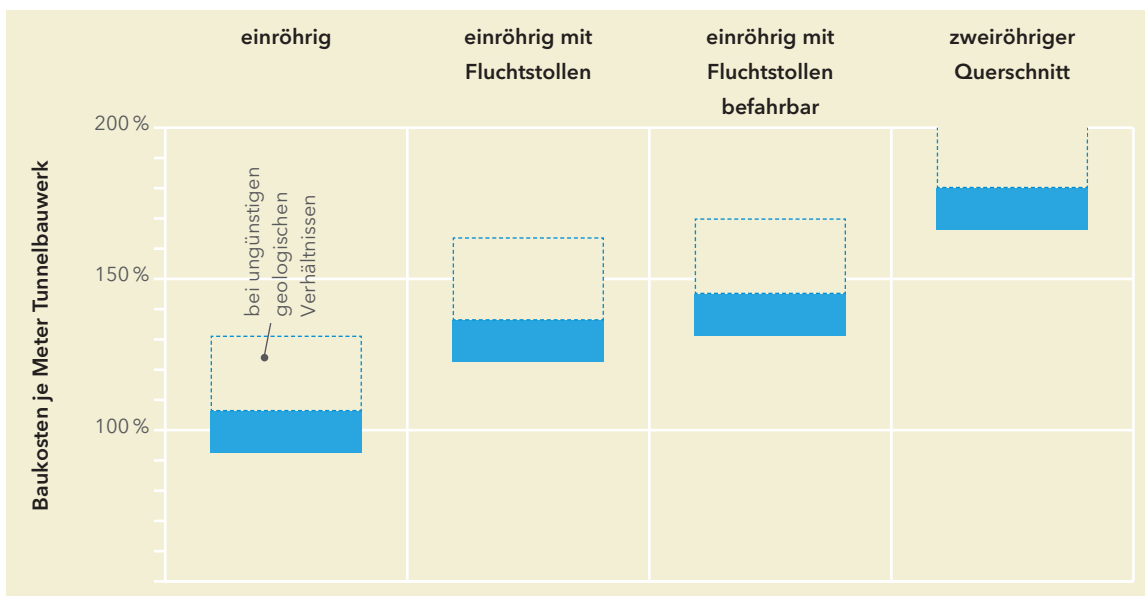 einröhrig
einröhrig mit
Fluchtstollen
einröhrig mit
Fluchtstollen
befahrbar
zweiröhriger
Querschnitt
Baukosten je Meter Tunnelbauwerk
200 %
150 %
100 %
bei ungünstigen
geologischen
Verhältnissen